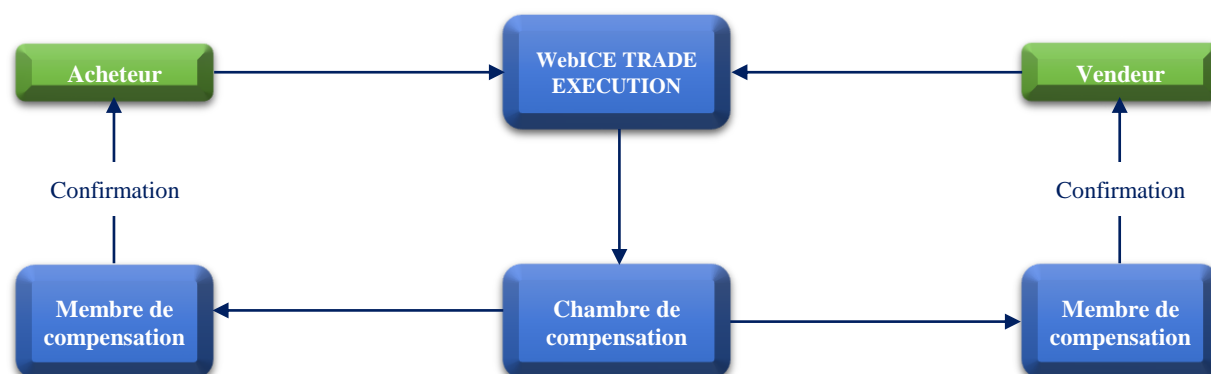 Acheteur
WebICE TRADE
EXECUTION
Vendeur
Confirmation
Confirmation
Membre de
compensation
Chambre de
compensation
Membre de
compensation